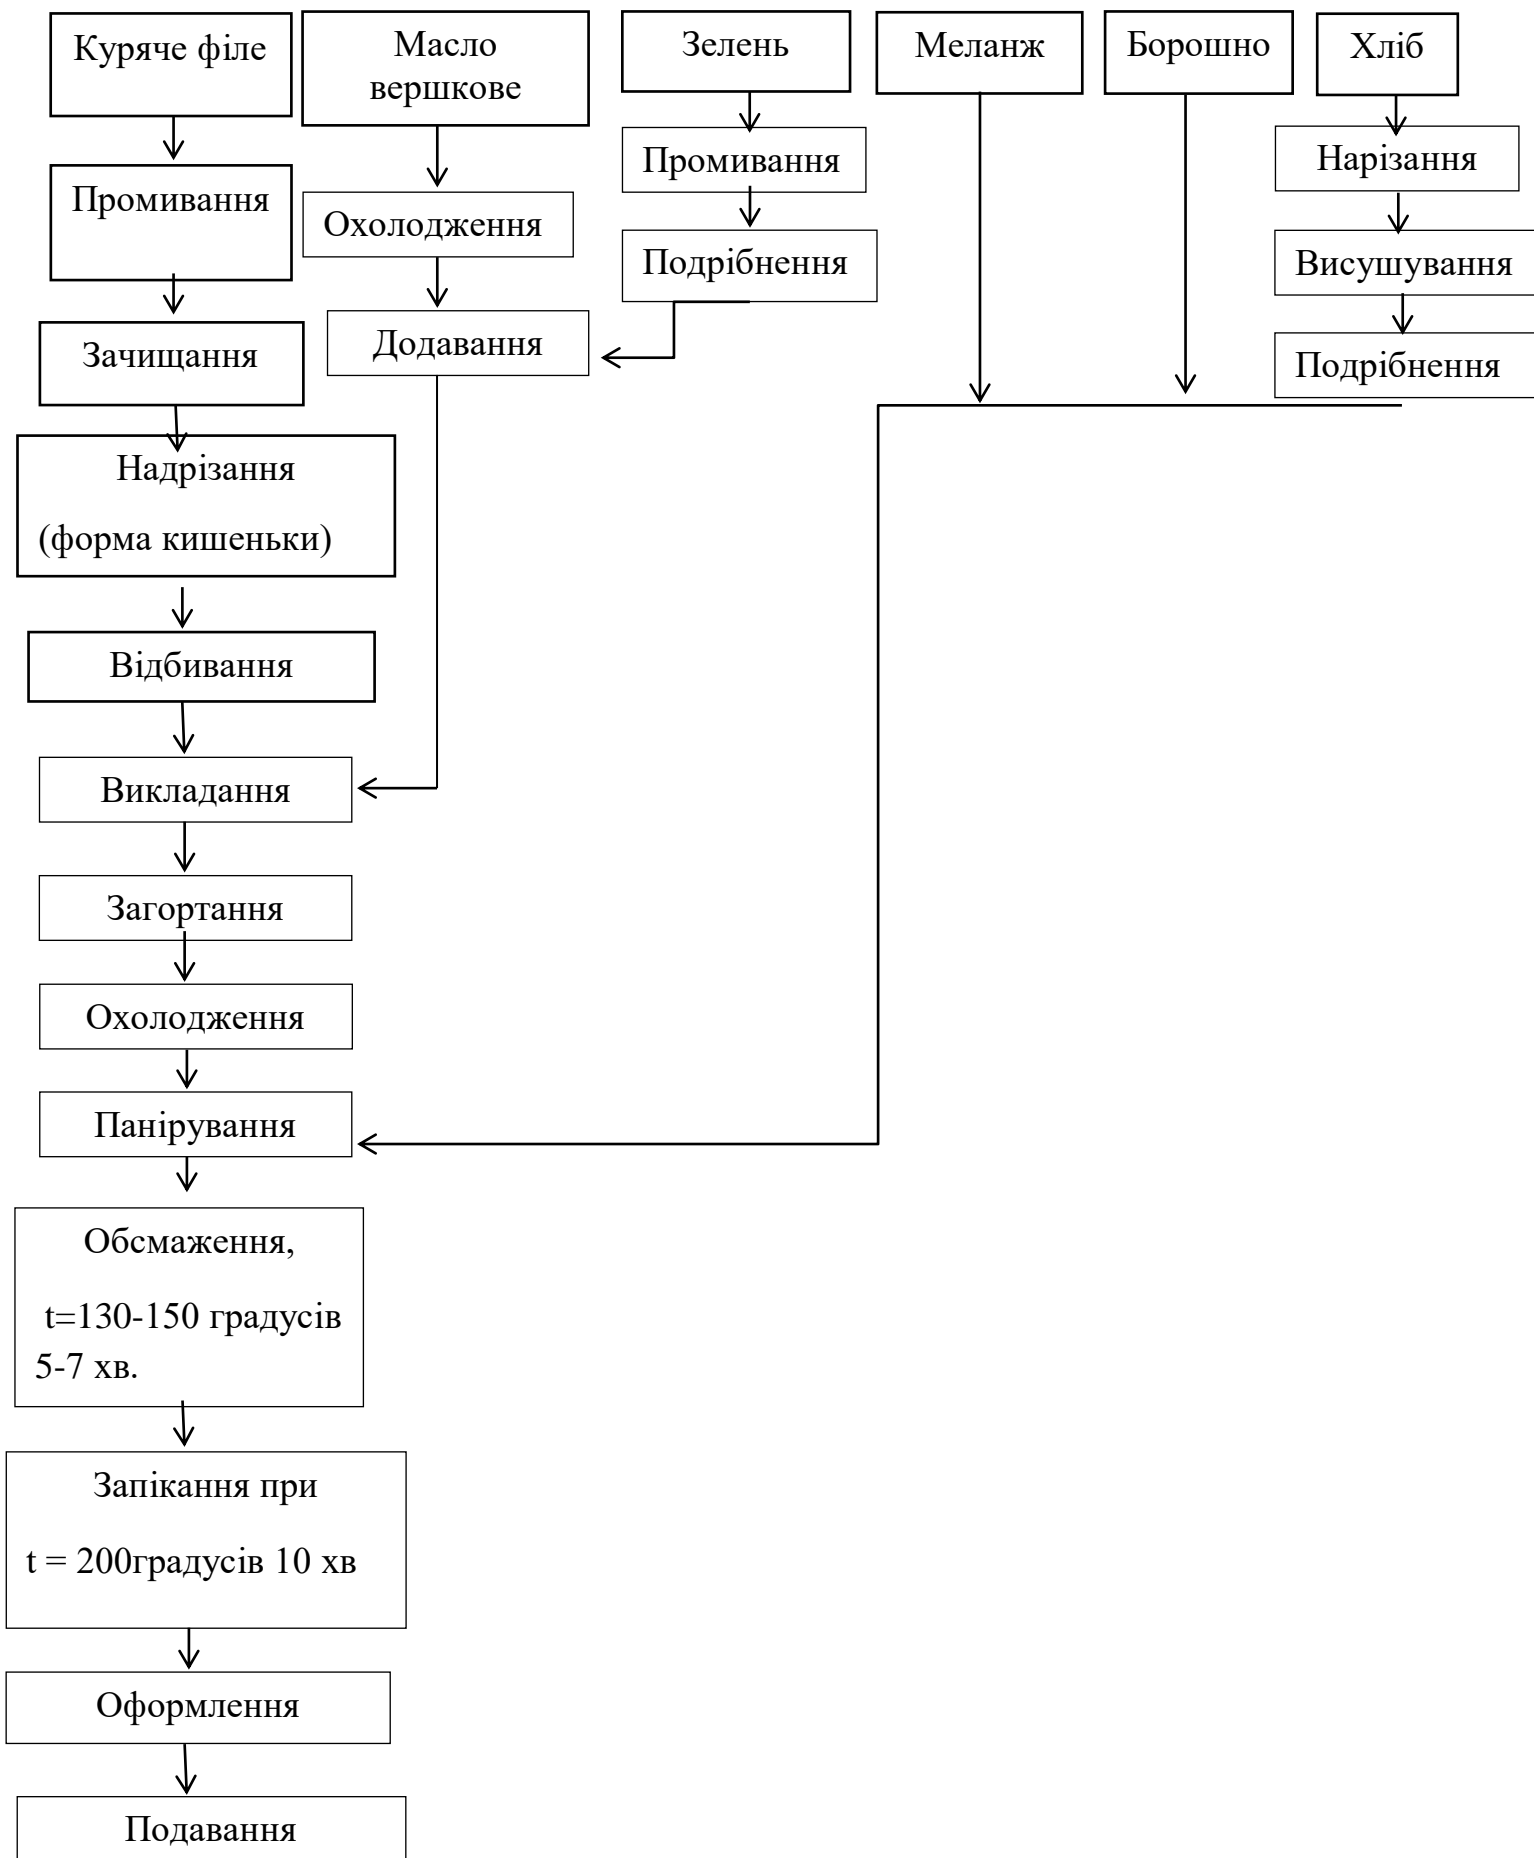 Куряче філе
Масло
вершкове
Зелень
Меланж
Борошно
Хліб
Промивання
Охолодження
Промивання
Подрібнення
Нарізання
Висушування
Подрібнення
Зачищання
Додавання
Надрізання
(форма кишеньки)
Відбивання
Викладання
Загортання
Охолодження
Панірування
Обсмаження,
t=130-150 градусів
5-7 хв.
Запікання при
t = 200градусів 10 хв
Оформлення
Подавання